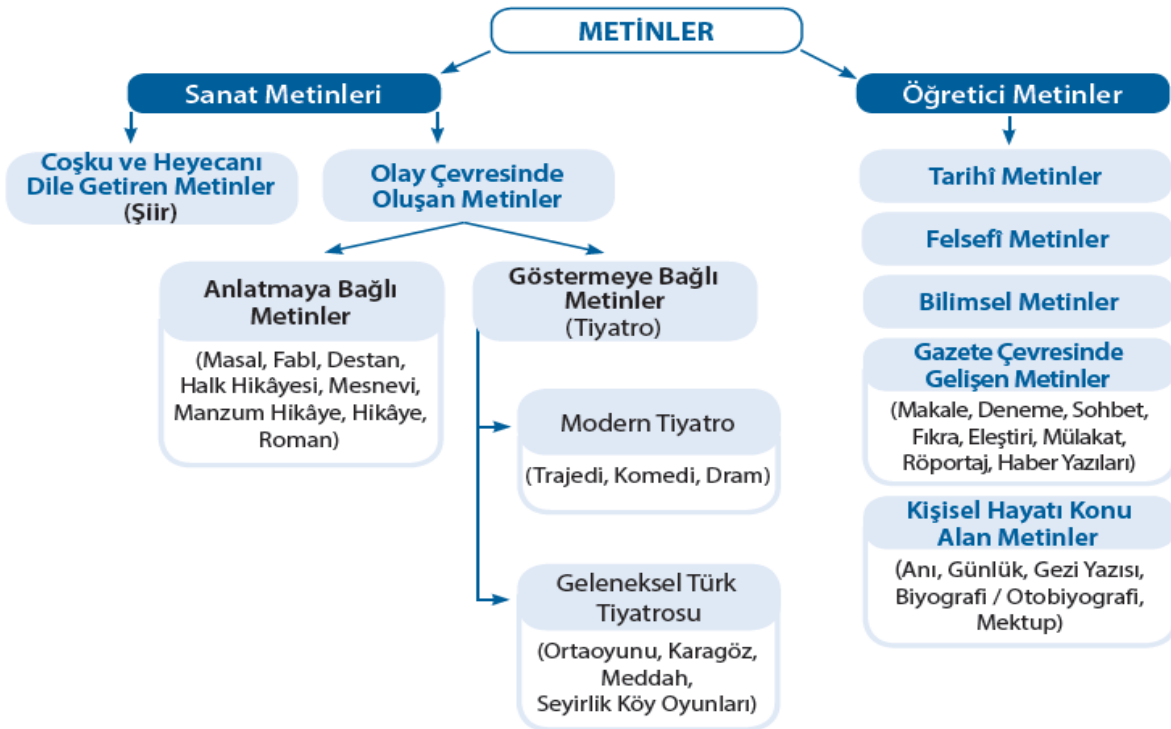 METİNLER
Sanat Metinleri
Coşku ve Heyecanı
Dile Getiren Metinler
(Şiir)
Olay Çevresinde
Oluşan Metinler
Anlatmaya Bağlı
Metinler
(Masal, Fabl, Destan,
Halk Hikâyesi, Mesnevi,
Manzum Hikâye, Hikâye,
Roman)
Göstermeye Bağlı
Metinler
(Tiyatro)
Modern Tiyatro
(Trajedi, Komedi, Dram)
Geleneksel Türk
Tiyatrosu
(Ortaoyunu, Karagöz,
Meddah,
Seyirlik Köy Oyunları)
Öğretici Metinler
Tarihî Metinler
Felsefî Metinler
Bilimsel Metinler
Gazete Çevresinde
Gelişen Metinler
(Makale, Deneme, Sohbet,
Fıkra, Eleştiri, Mülakat,
Röportaj, Haber Yazıları)
Kişisel Hayatı Konu
Alan Metinler
(Anı, Günlük, Gezi Yazısı,
Biyografi / Otobiyografi,
Mektup)